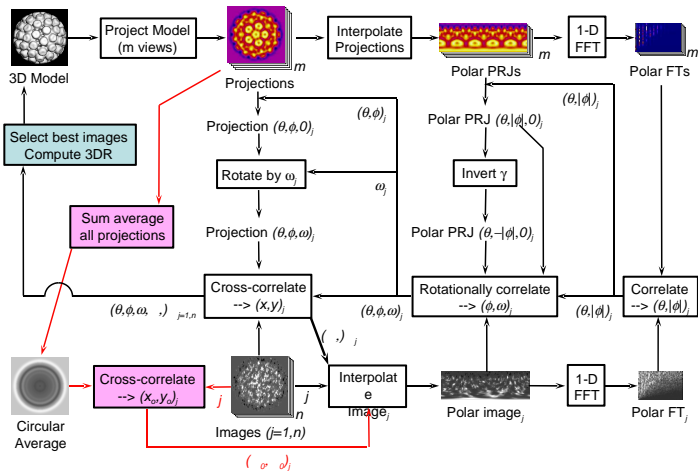 Project Model
(m views)
Interpolate
Projections
1-D
FFT
m
m
m
3D Model
Projections
Polar PRJs
Polar FTs
(θ,ϕ)j
(θ,|ϕ|)j
Select best images
Compute 3DR
Projection (θ,ϕ,0)j
Polar PRJ (θ,|ϕ|,0)j
Rotate by ωj
ωj
Invert γ
Sum average
all projections
Projection (θ,ϕ,ω)j
Polar PRJ (θ,–|ϕ|,0)j
Cross-correlate
--> (x,y)j
Rotationally correlate
--> (ϕ,ω)j
Correlate
--> (θ,|ϕ|)j
(θ,ϕ,ω, ,) j=1,n
(θ,ϕ,ω)j
(θ,|ϕ|)j
( ,) j
Cross-correlate
--> (xo,yo)j
j
n
j
Interpolat
e
Imagej
1-D
FFT
Circular
Average
Images (j=1,n)
Polar imagej
Polar FTj
( o, o)j